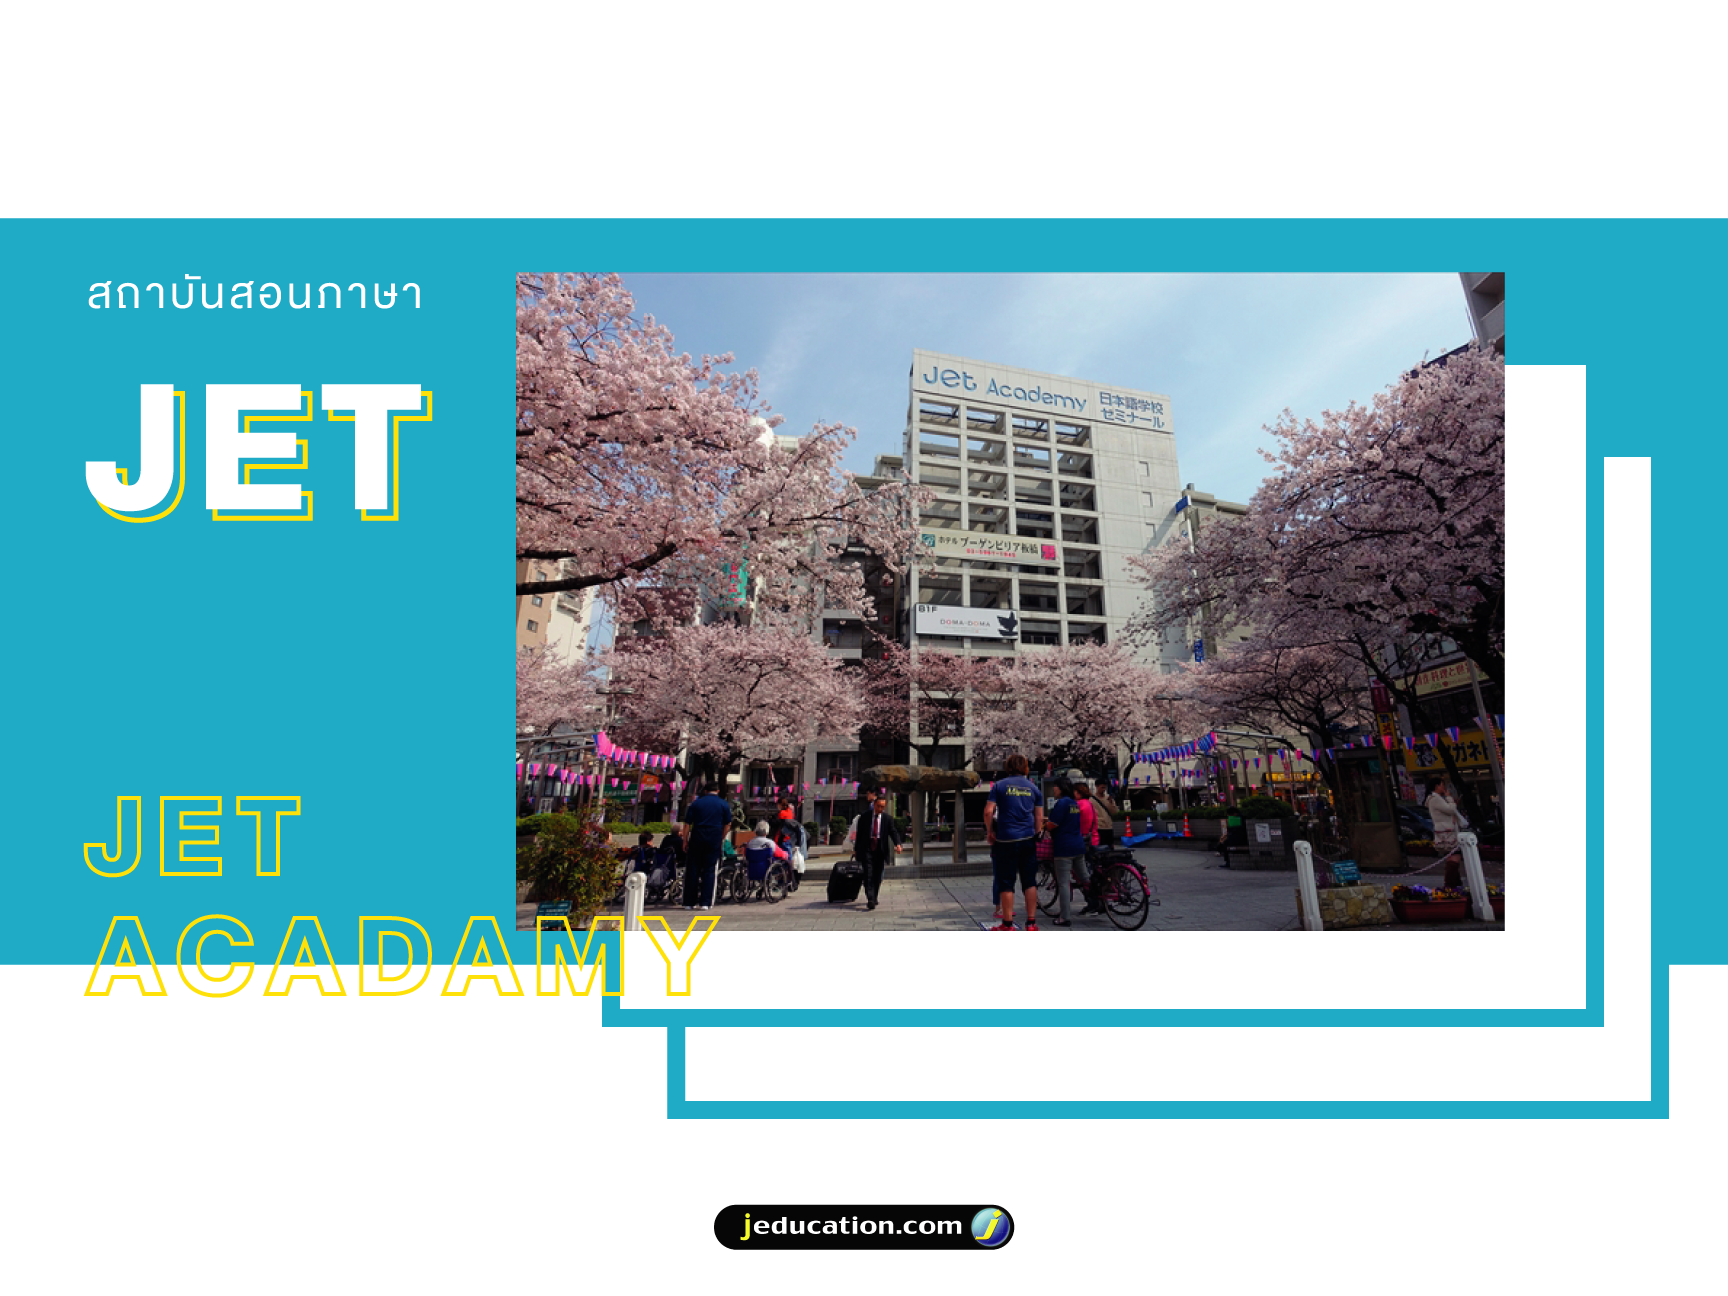 สถาบันสอนภาษา
JET
JET
ACADAMY
Jet Academy
日本語学校
ゼミナール
ホテル ブーゲンビリア板橋
B1F
DOMA-DOMA
jeducation.com